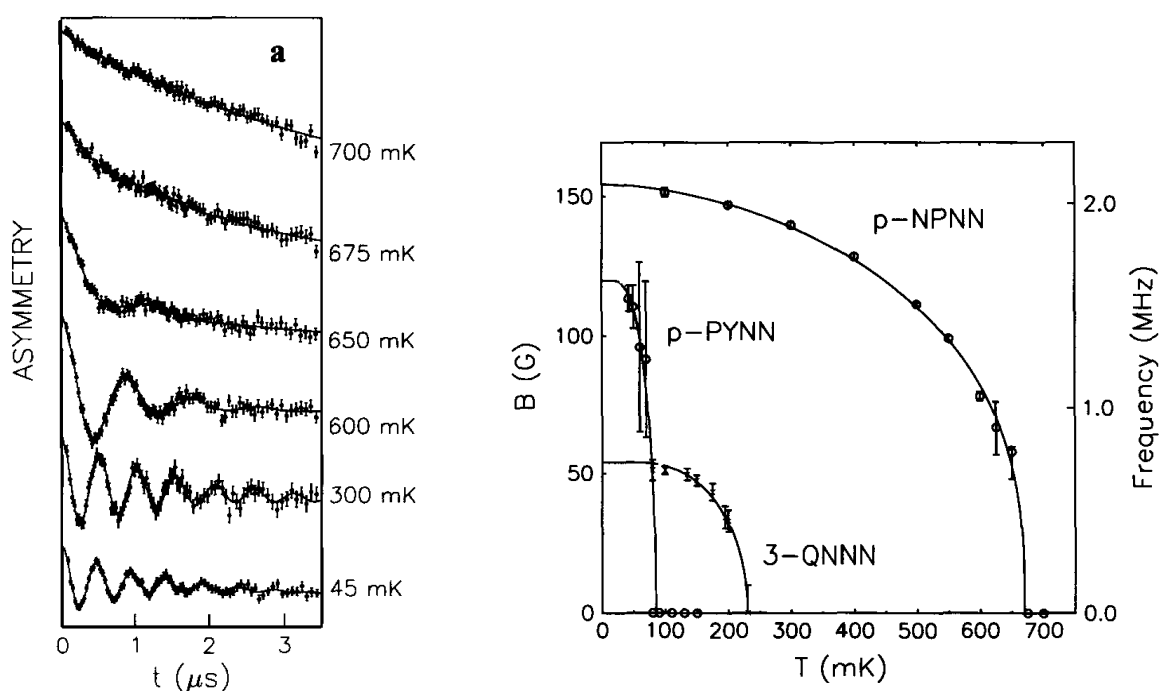 a
ASYMMETRY
700 mK
675 mK
650 mK
600 mK
300 mK
45 mK
0 1 2 3
t (μs)
B (G)
150
100
50
0
p-NPNN
p-PYNN
3-QNNN
2.0
1.0
0.0
Frequency (MHz)
0 100 200 300 400 500 600 700
T (mK)